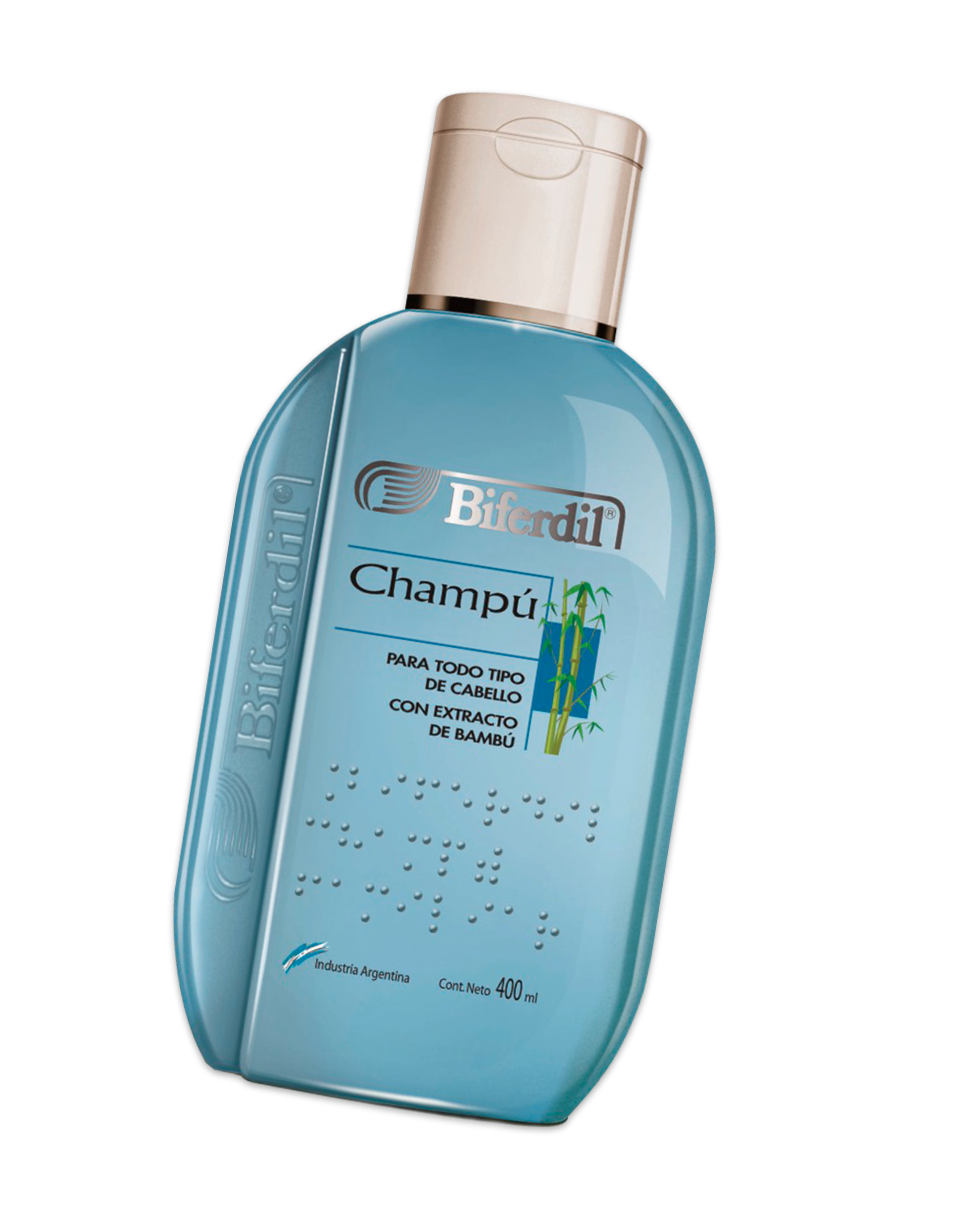 Biferdil®
Biferdil®
Champú
PARA TODO TIPO
DE CABELLO
CON EXTRACTO
DE BAMBÚ
Industria Argentina
Cont. Neto 400 ml